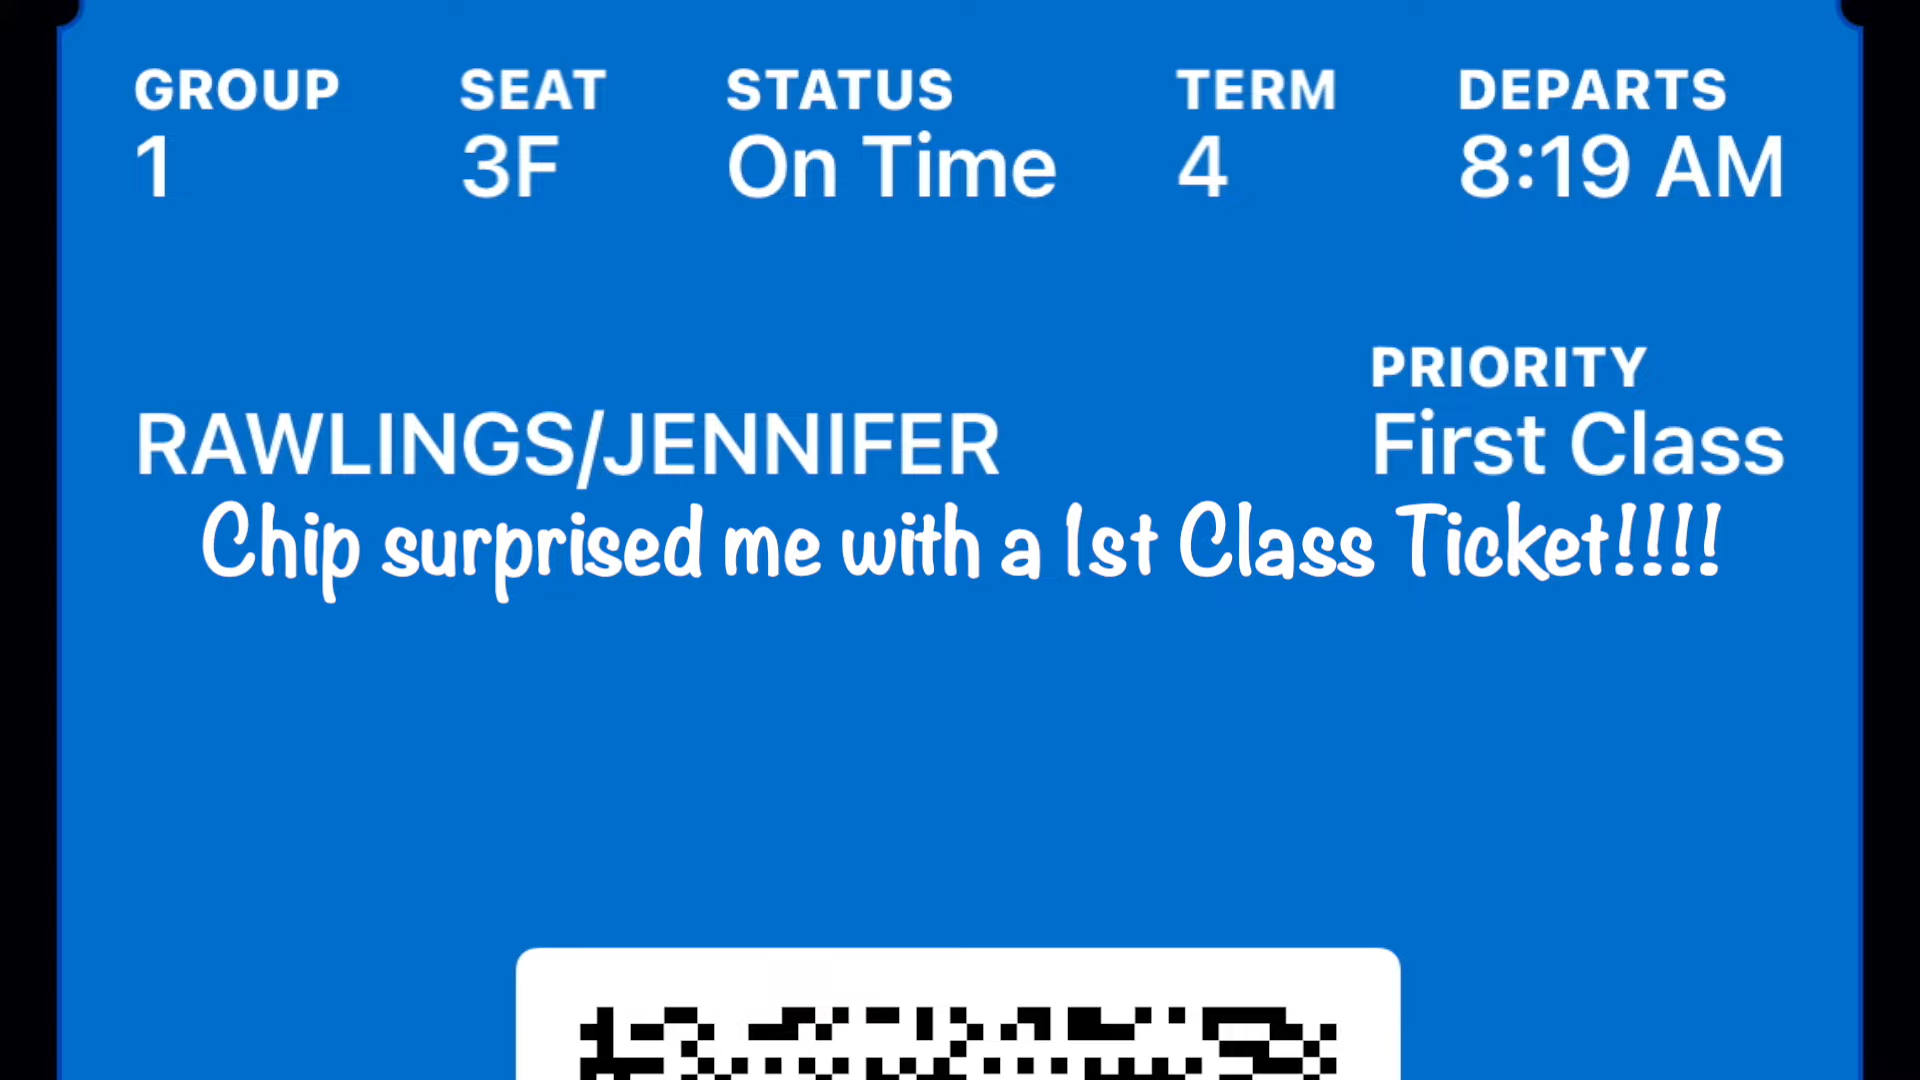 GROUP SEAT STATUS TERM DEPARTS
1 3F On Time 4 8:19 AM
PRIORITY
RAWLINGS/JENNIFER First Class
Chip surprised me with a 1st Class Ticket!!!!